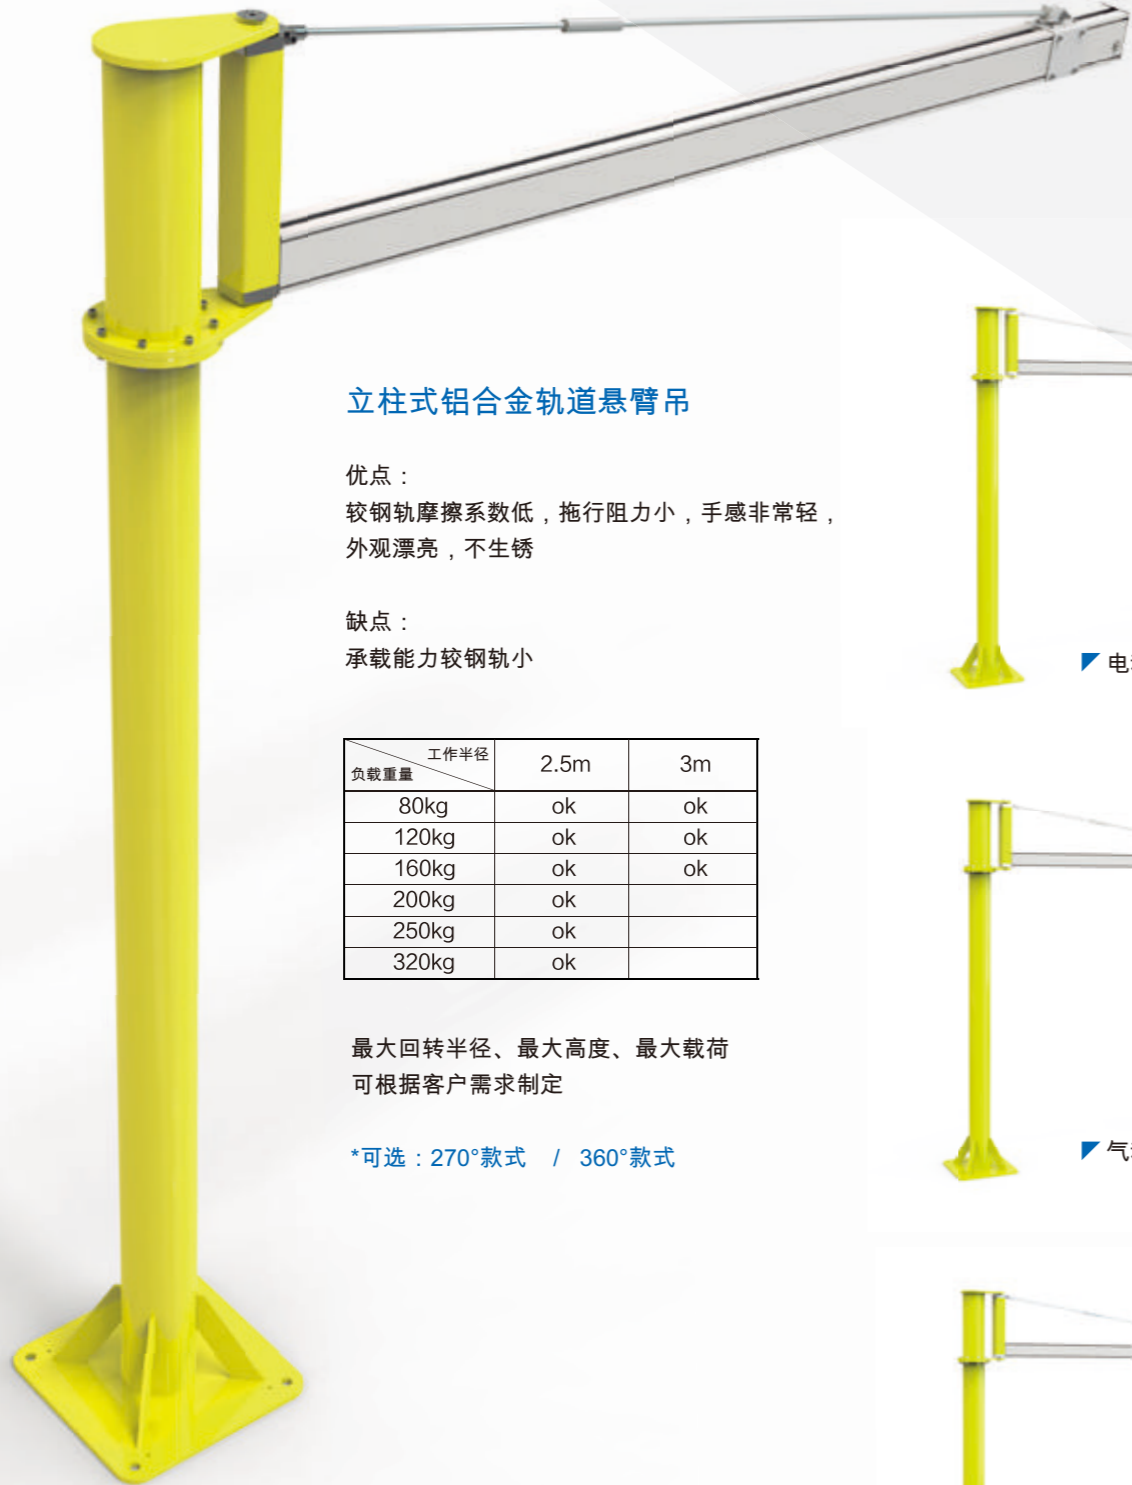 立柱式铝合金轨道悬臂吊
优点：
较钢轨摩擦系数低，拖行阻力小，手感非常轻，
外观漂亮，不生锈
缺点：
承载能力较钢轨小
工作半径
负载重量 2.5m 3m
80kg ok ok
120kg ok ok
160kg ok ok
200kg ok
250kg ok
320kg ok
最大回转半径、最大高度、最大载荷
可根据客户需求制定
*可选：270°款式 / 360°款式
电
气